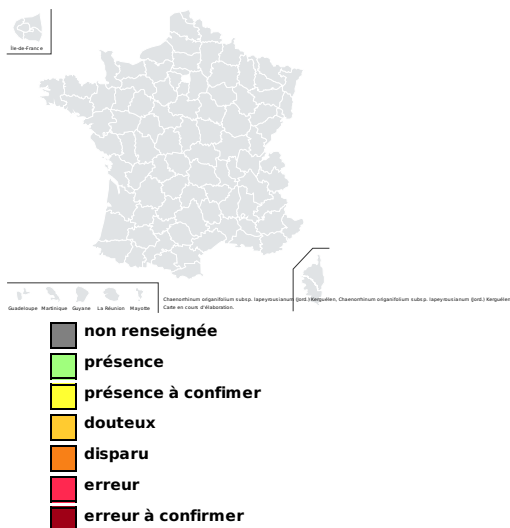 Île-de-France
Guadeloupe Martinique Guyane La Réunion Mayotte
Chaenorrhinum origanifolium subsp. lapeyrousianum (Jord.) Kerguélen, Chaenorrhinum origanifolium subsp. lapeyrousianum (Jord.) Kerguélen
Carte en cours d'élaboration.
non renseignée
présence
présence à confimer
douteux
disparu
erreur
erreur à confirmer